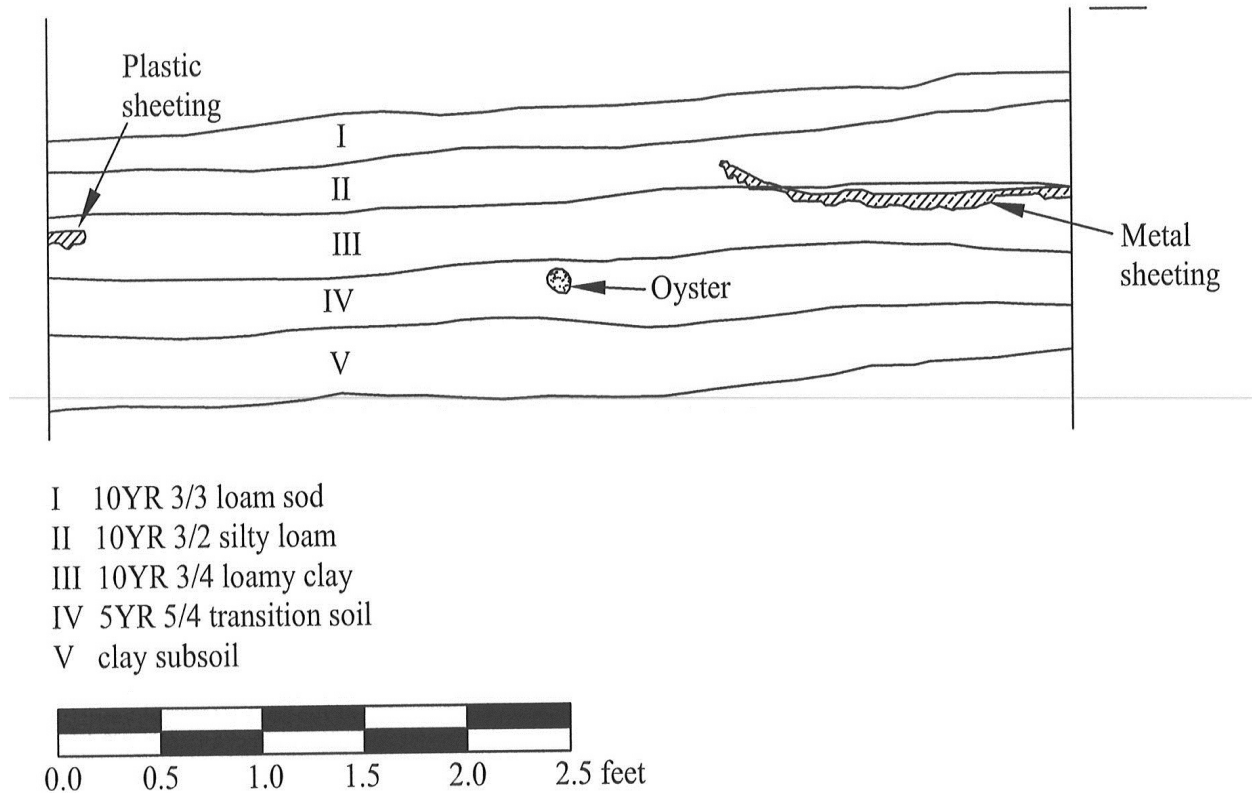 Plastic
sheeting
I
II
III
IV
V
Oyster
Metal
sheeting
I 10YR 3/3 loam sod
II 10YR 3/2 silty loam
III 10YR 3/4 loamy clay
IV 5YR 5/4 transition soil
V clay subsoil
0.0 0.5 1.0 1.5 2.0 2.5 feet